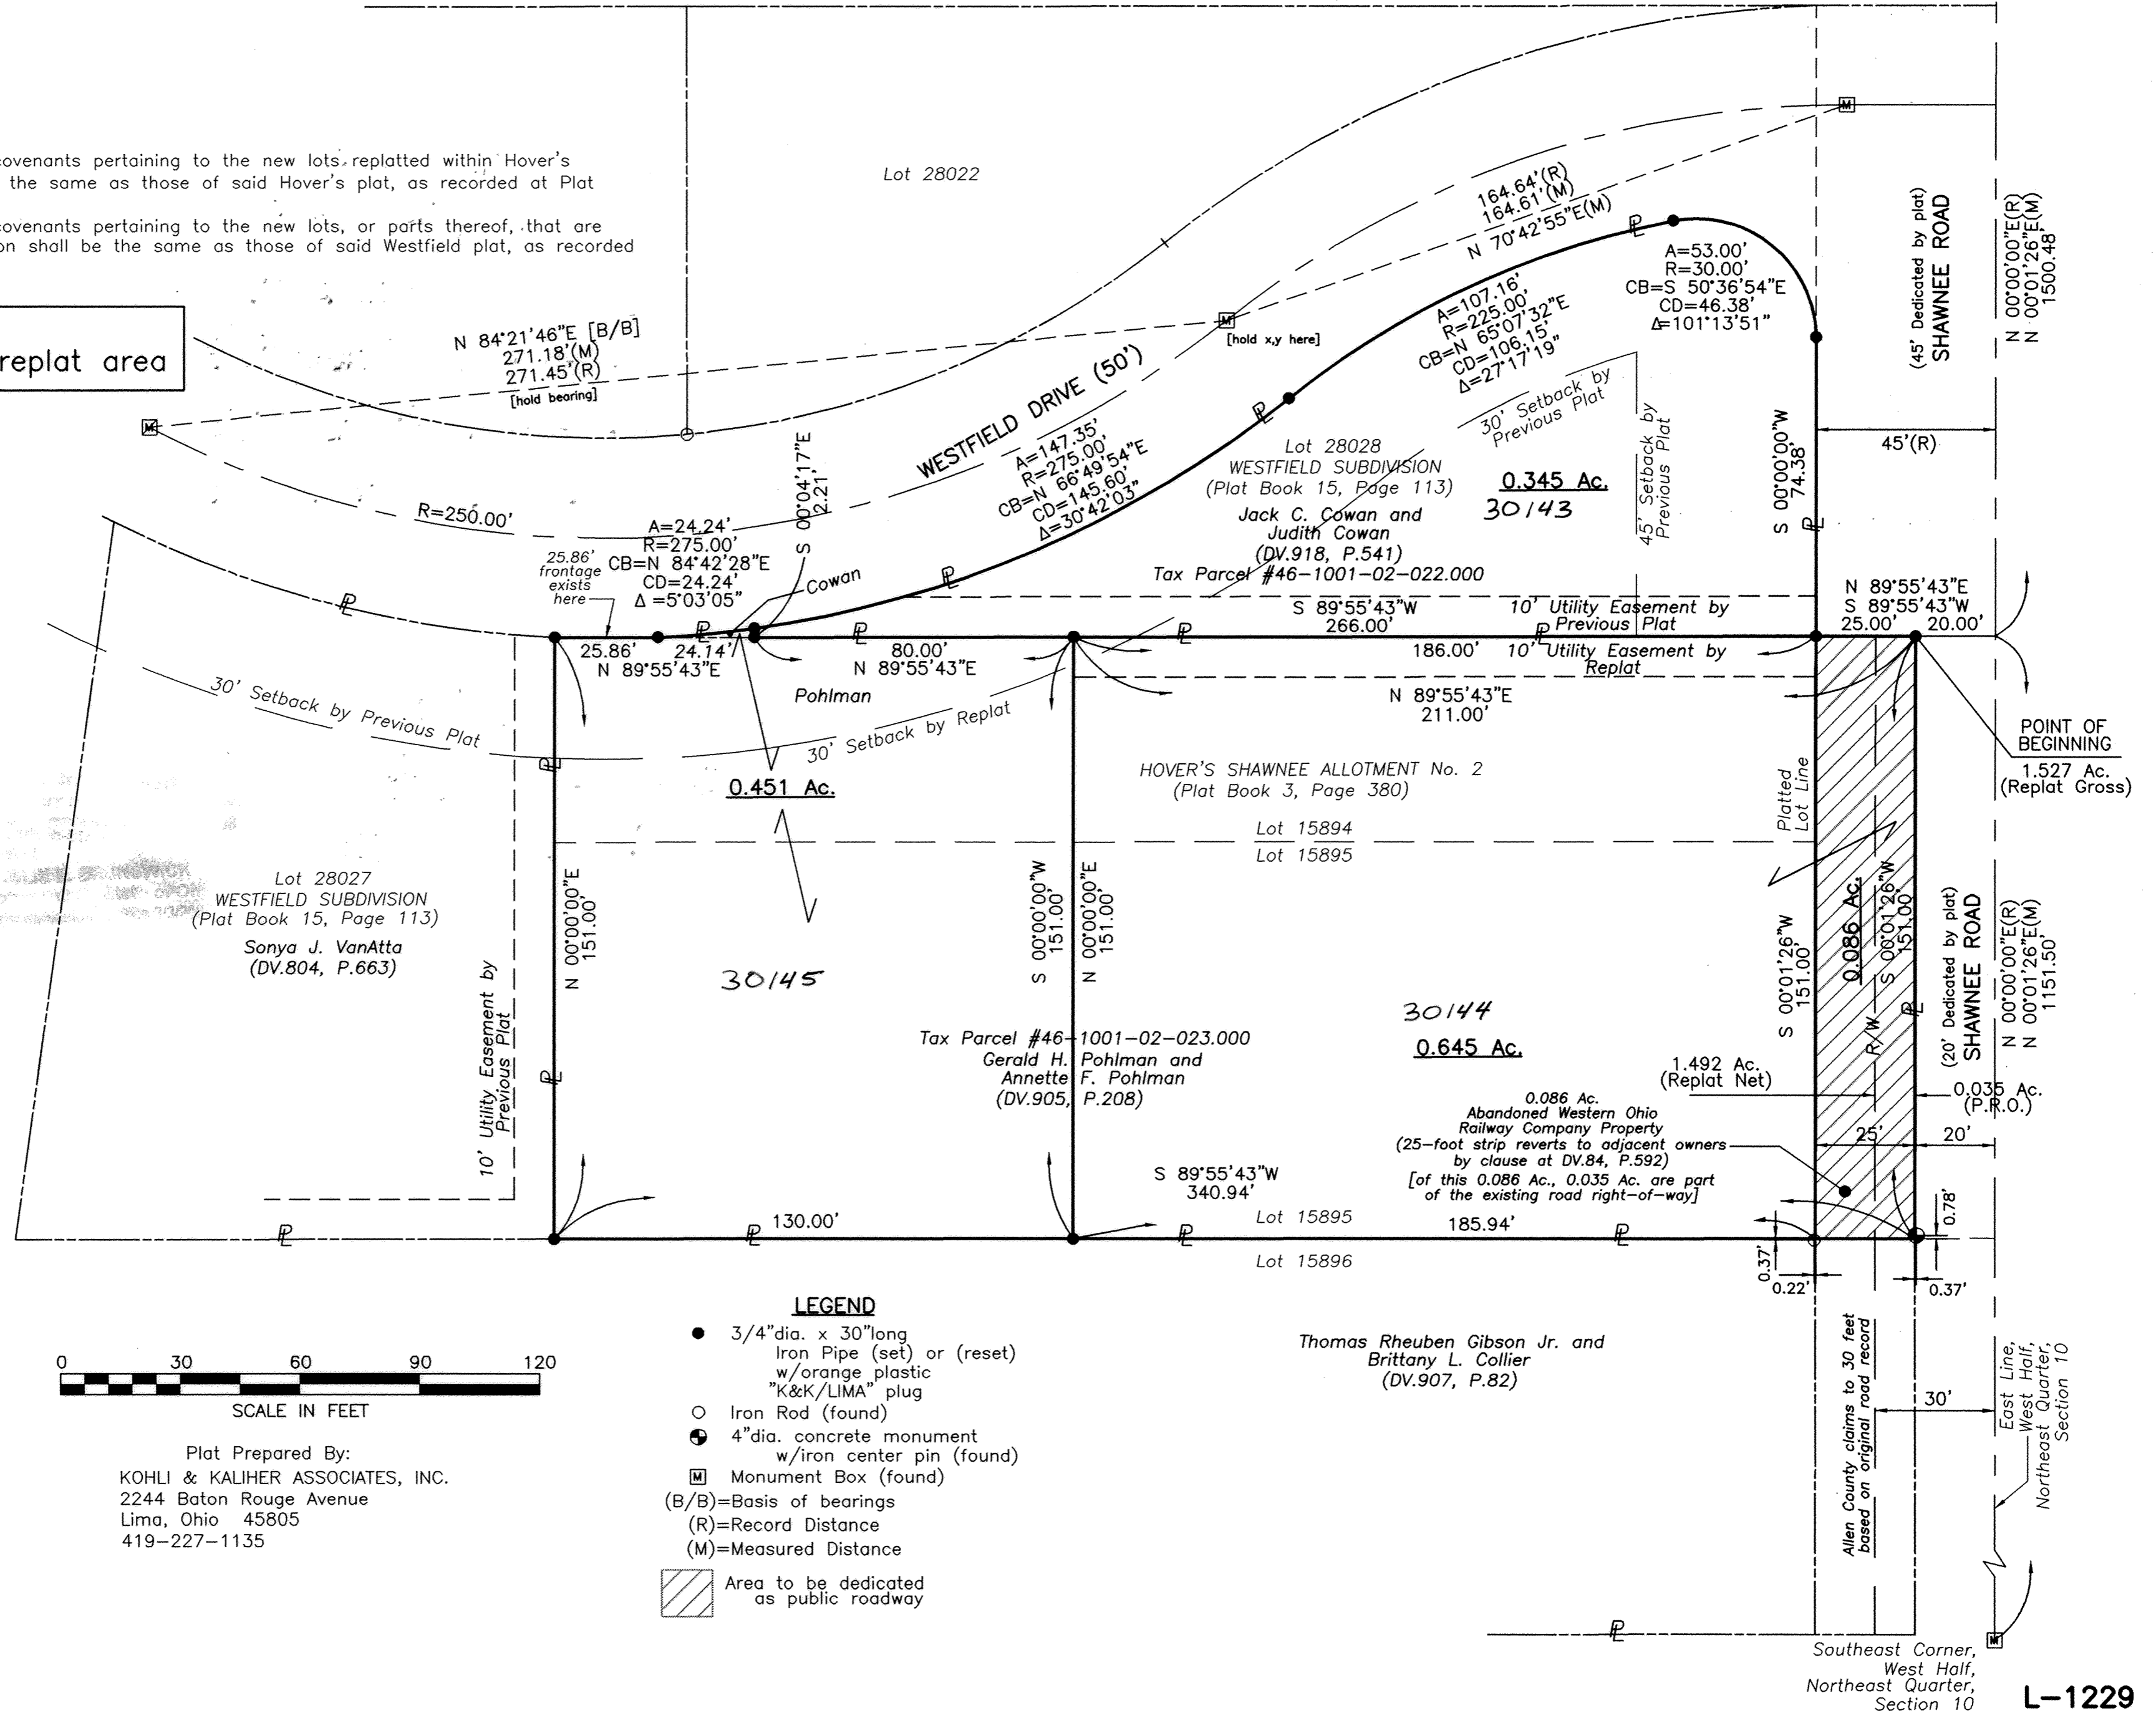 covenants pertaining to the new lots replatted within Hover's
the same as those of said Hover's plat, as recorded at Plat
covenants pertaining to the new lots, or parts thereof, that are
on shall be the same as those of said Westfield plat, as recorded
replat area
Lot 28022
N 84°21'46"E [B/B]
271.18'(M)
271.45'(R)
[hold bearing]
[hold x,y here]
164.64'(R)
164.61'(M)
N 70°42'55"E(M)
WESTFIELD DRIVE (50')
A=53.00'
R=30.00'
CB=S 50°36'54"E
CD=46.38'
Δ=101°13'51"
A=107.16'
R=225.00'
CB=N 65°07'32"E
CD=106.15'
Δ=27°17'19"
A=147.35'
R=275.00'
CB=N 66°49'54"E
CD=145.60'
Δ=30°42'03"
30' Setback by
Previous Plat
45' Setback by
Previous Plat
(45' Dedicated by plat)
SHAWNEE ROAD
N 00°00'00"E(R)
N 00°01'26"E(M)
1500.48'
S 00°00'00"W
74.38'
45'(R)
Lot 28028
WESTFIELD SUBDIVISION
(Plat Book 15, Page 113)
Jack C. Cowan and
Judith Cowan
(DV.918, P.541)
Tax Parcel #46-1001-02-022.000
0.345 Ac.
30143
R=250.00'
A=24.24'
R=275.00'
CB=N 84°42'28"E
CD=24.24'
Δ =5°03'05"
25.86'
frontage
exists
here
S 00°04'17"E
2.21'
Cowan
S 89°55'43"W
266.00'
10' Utility Easement by
Previous Plat
N 89°55'43"E
S 89°55'43"W
25.00'
20.00'
25.86'
24.14'
N 89°55'43"E
80.00'
N 89°55'43"E
186.00'
10' Utility Easement by
Replat
N 89°55'43"E
211.00'
Pohlman
30' Setback by Previous Plat
30' Setback by Replat
POINT OF
BEGINNING
1.527 Ac.
(Replat Gross)
0.451 Ac.
HOVER'S SHAWNEE ALLOTMENT No. 2
(Plat Book 3, Page 380)
Platted
Lot Line
Lot 15894
Lot 15895
Lot 28027
WESTFIELD SUBDIVISION
(Plat Book 15, Page 113)
Sonya J. VanAtta
(DV.804, P.663)
10' Utility Easement by
Previous Plat
N 00°00'00"E
151.00'
S 00°00'00"W
151.00'
N 00°00'00"E
151.00'
S 00°01'26"W
151.00'
0.086 Ac.
S 00°01'26"W
151.00'
R/W
(20' Dedicated by plat)
SHAWNEE ROAD
N 00°00'00"E(R)
N 00°01'26"E(M)
1151.50'
30145
30144
0.645 Ac.
Tax Parcel #46-1001-02-023.000
Gerald H. Pohlman and
Annette F. Pohlman
(DV.905, P.208)
1.492 Ac.
(Replat Net)
0.035 Ac.
(P.R.O.)
0.086 Ac.
Abandoned Western Ohio
Railway Company Property
(25-foot strip reverts to adjacent owners
by clause at DV.84, P.592)
[of this 0.086 Ac., 0.035 Ac. are part
of the existing road right-of-way]
25'
20'
S 89°55'43"W
340.94'
130.00'
Lot 15895
185.94'
Lot 15896
0.78'
0.37'
0.22'
0.37'
LEGEND
3/4"dia. x 30"long
Iron Pipe (set) or (reset)
w/orange plastic
"K&K/LIMA" plug
Iron Rod (found)
4"dia. concrete monument
w/iron center pin (found)
M Monument Box (found)
(B/B)=Basis of bearings
(R)=Record Distance
(M)=Measured Distance
Area to be dedicated
as public roadway
0 30 60 90 120
SCALE IN FEET
Plat Prepared By:
KOHLI & KALIHER ASSOCIATES, INC.
2244 Baton Rouge Avenue
Lima, Ohio 45805
419-227-1135
Thomas Rheuben Gibson Jr. and
Brittany L. Collier
(DV.907, P.82)
Allen County claims to 30 feet
based on original road record
30'
East Line,
West Half,
Northeast Quarter,
Section 10
Southeast Corner,
West Half,
Northeast Quarter,
Section 10
L-1229